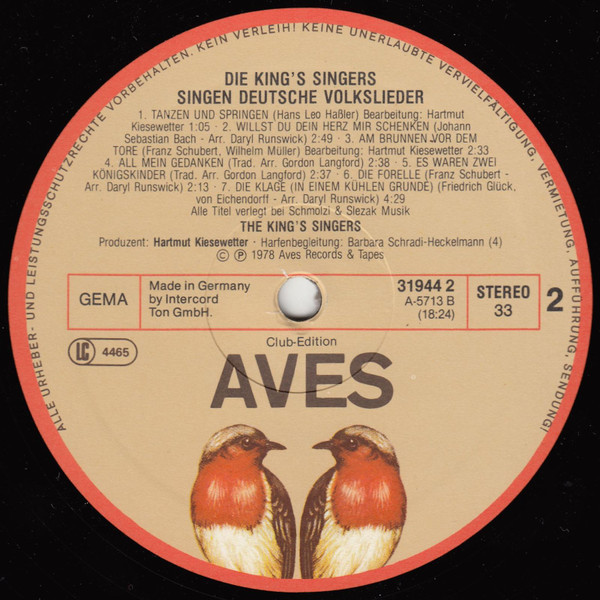 ALLE URHEBER- UND LEISTUNGSSCHUTZRECHTE VORBEHALTEN. KEIN VERLEIH! KEINE UNERLAUBTE VERVIELFÄLTIGUNG, VERMIETUNG, AUFFÜHRUNG, SENDUNG!
DIE KING'S SINGERS
SINGEN DEUTSCHE VOLKSLIEDER
1. TANZEN UND SPRINGEN (Hans Leo Haßler) Bearbeitung: Hartmut
Kiesewetter 1:05 · 2. WILLST DU DEIN HERZ MIR SCHENKEN (Johann
Sebastian Bach - Arr. Daryl Runswick) 2:49 · 3. AM BRUNNEN VOR DEM
TORE (Franz Schubert, Wilhelm Müller) Bearbeitung: Hartmut Kiesewetter 2:33
4. ALL MEIN GEDANKEN (Trad. Arr. Gordon Langford) 2:38 · 5. ES WAREN ZWEI
KÖNIGSKINDER (Trad. Arr. Gordon Langford) 2:37 · 6. DIE FORELLE (Franz Schubert -
Arr. Daryl Runswick) 2:13 · 7. DIE KLAGE (IN EINEM KÜHLEN GRUNDE) (Friedrich Glück,
von Eichendorff - Arr. Daryl Runswick) 4:29
Alle Titel verlegt bei Schmolzi & Slezak Musik
THE KING'S SINGERS
Produzent: Hartmut Kiesewetter · Harfenbegleitung: Barbara Schradi-Heckelmann (4)
© ℗ 1978 Aves Records & Tapes
GEMA
Made in Germany
by Intercord
Ton GmbH.
31944 2
A-5713 B
(18:24)
STEREO
33
2
LC 4465
Club-Edition
AVES